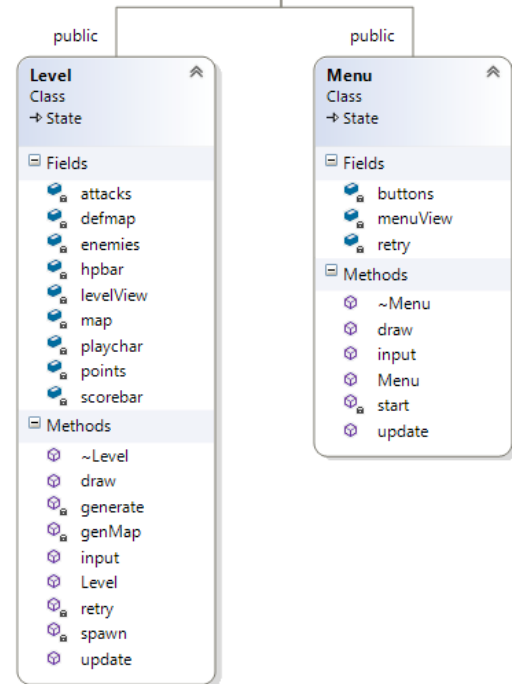 public
Level
Class
State
Fields
attacks
defmap
enemies
hpbar
levelView
map
playchar
points
scorebar
Methods
~Level
draw
generate
genMap
input
Level
retry
spawn
update
public
Menu
Class
State
Fields
buttons
menuView
retry
Methods
~Menu
draw
input
Menu
start
update